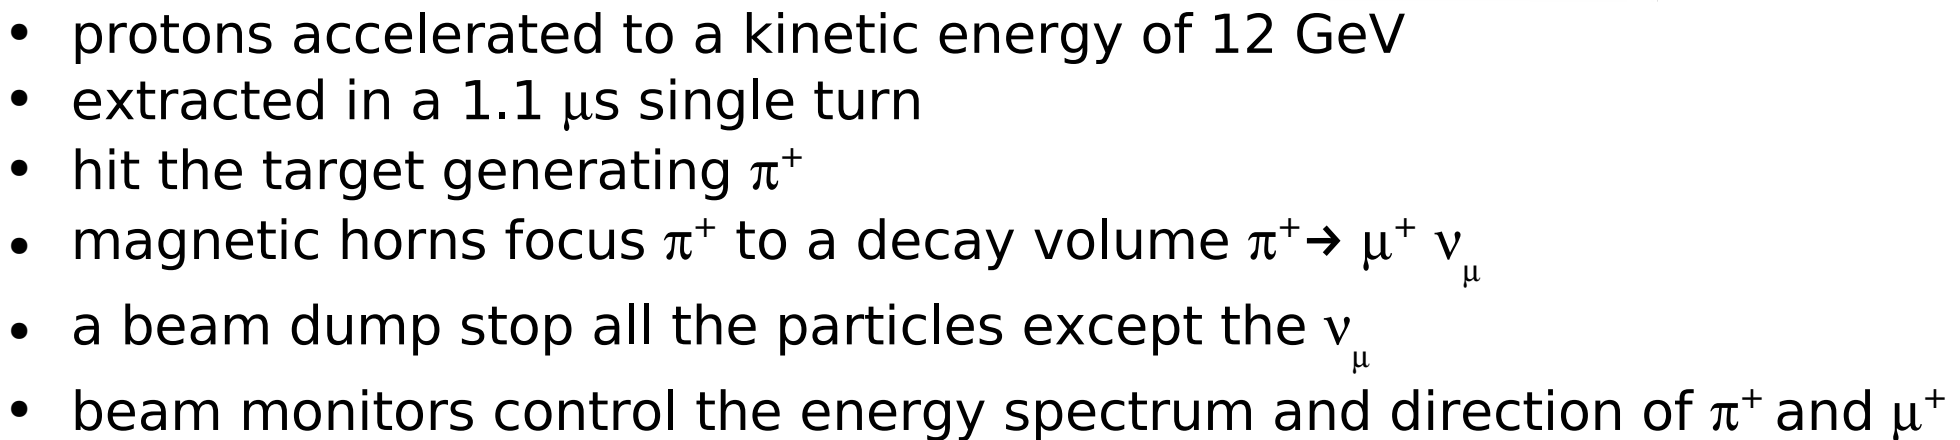 • protons accelerated to a kinetic energy of 12 GeV
• extracted in a 1.1 μs single turn
• hit the target generating π⁺
• magnetic horns focus π⁺ to a decay volume π⁺→ μ⁺ ν_μ
• a beam dump stop all the particles except the ν_μ
• beam monitors control the energy spectrum and direction of π⁺ and μ⁺